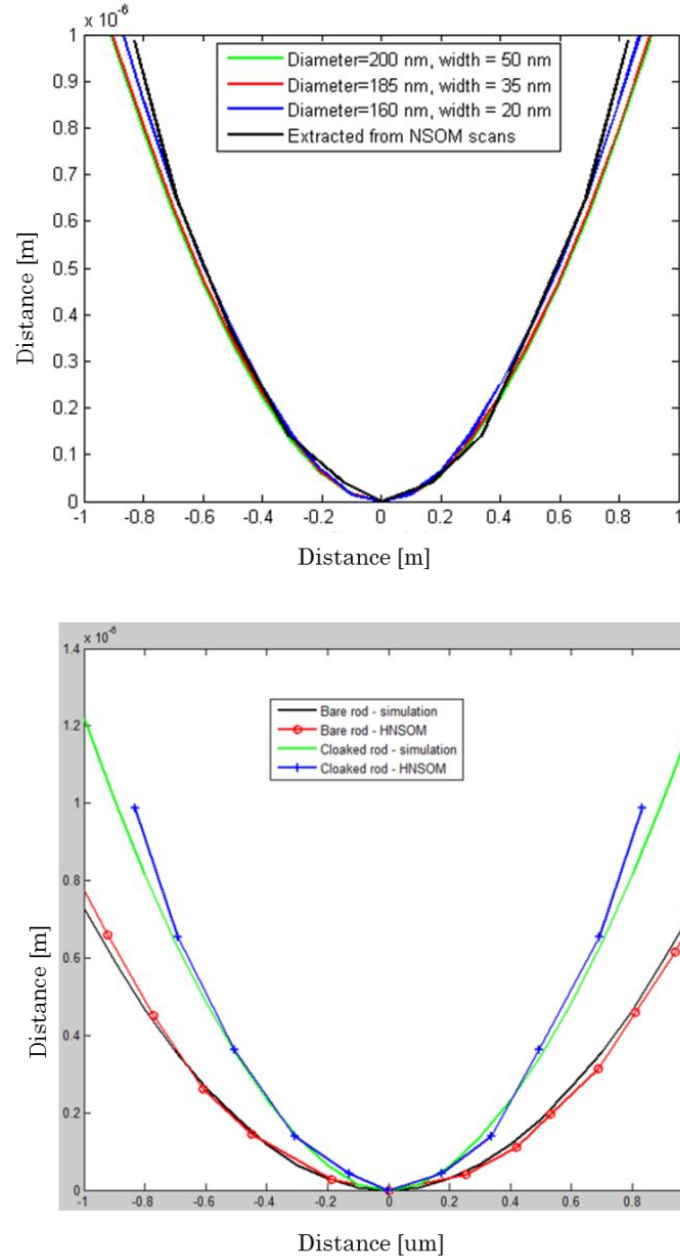 x 10⁻⁶
1
0.9
0.8
0.7
0.6
0.5
0.4
0.3
0.2
0.1
0
Distance [m]
Diameter=200 nm, width = 50 nm
Diameter=185 nm, width = 35 nm
Diameter=160 nm, width = 20 nm
Extracted from NSOM scans
-1 -0.8 -0.6 -0.4 -0.2 0 0.2 0.4 0.6 0.8 1
Distance [m]
x 10⁻⁶
1.4
1.2
1
0.8
0.6
0.4
0.2
0
Distance [m]
Bare rod - simulation
Bare rod - HNSOM
Cloaked rod - simulation
Cloaked rod - HNSOM
-1 -0.8 -0.6 -0.4 -0.2 0 0.2 0.4 0.6 0.8
Distance [um]